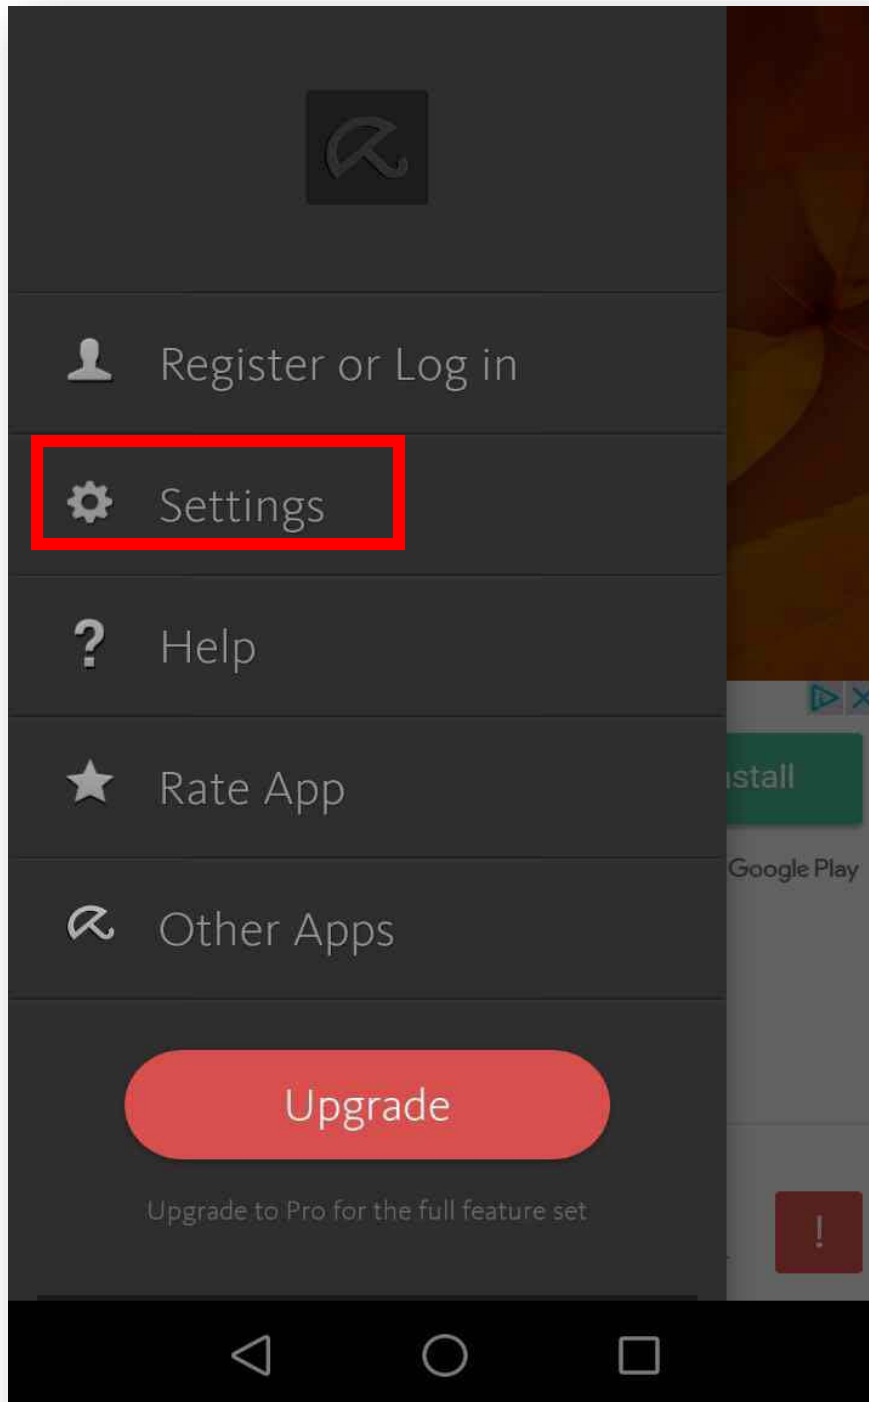 Register or Log in
Settings
Help
Rate App
Other Apps
Upgrade
Upgrade to Pro for the full feature set
stall
Google Play
!